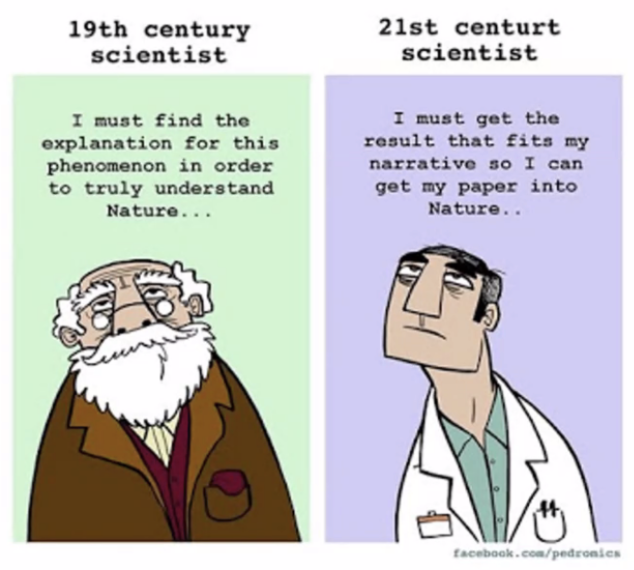 19th century
scientist
I must find the
explanation for this
phenomenon in order
to truly understand
Nature...
21st centurt
scientist
I must get the
result that fits my
narrative so I can
get my paper into
Nature..
facebook.com/pedromics